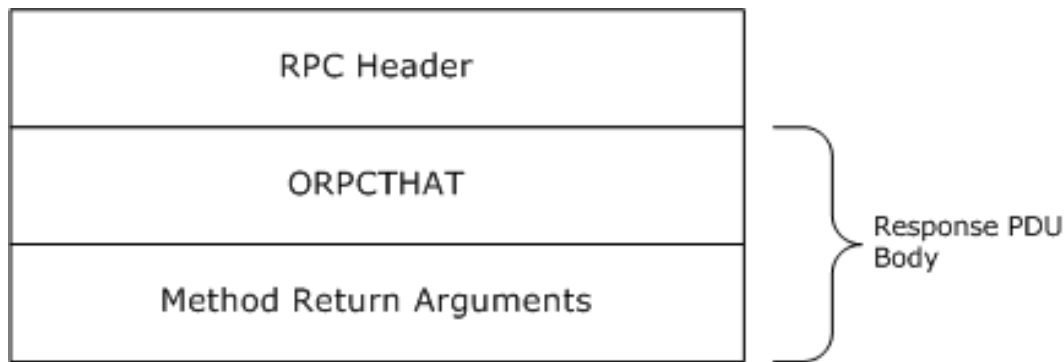 RPC Header
ORPCTHAT
Method Return Arguments
Response PDU
Body